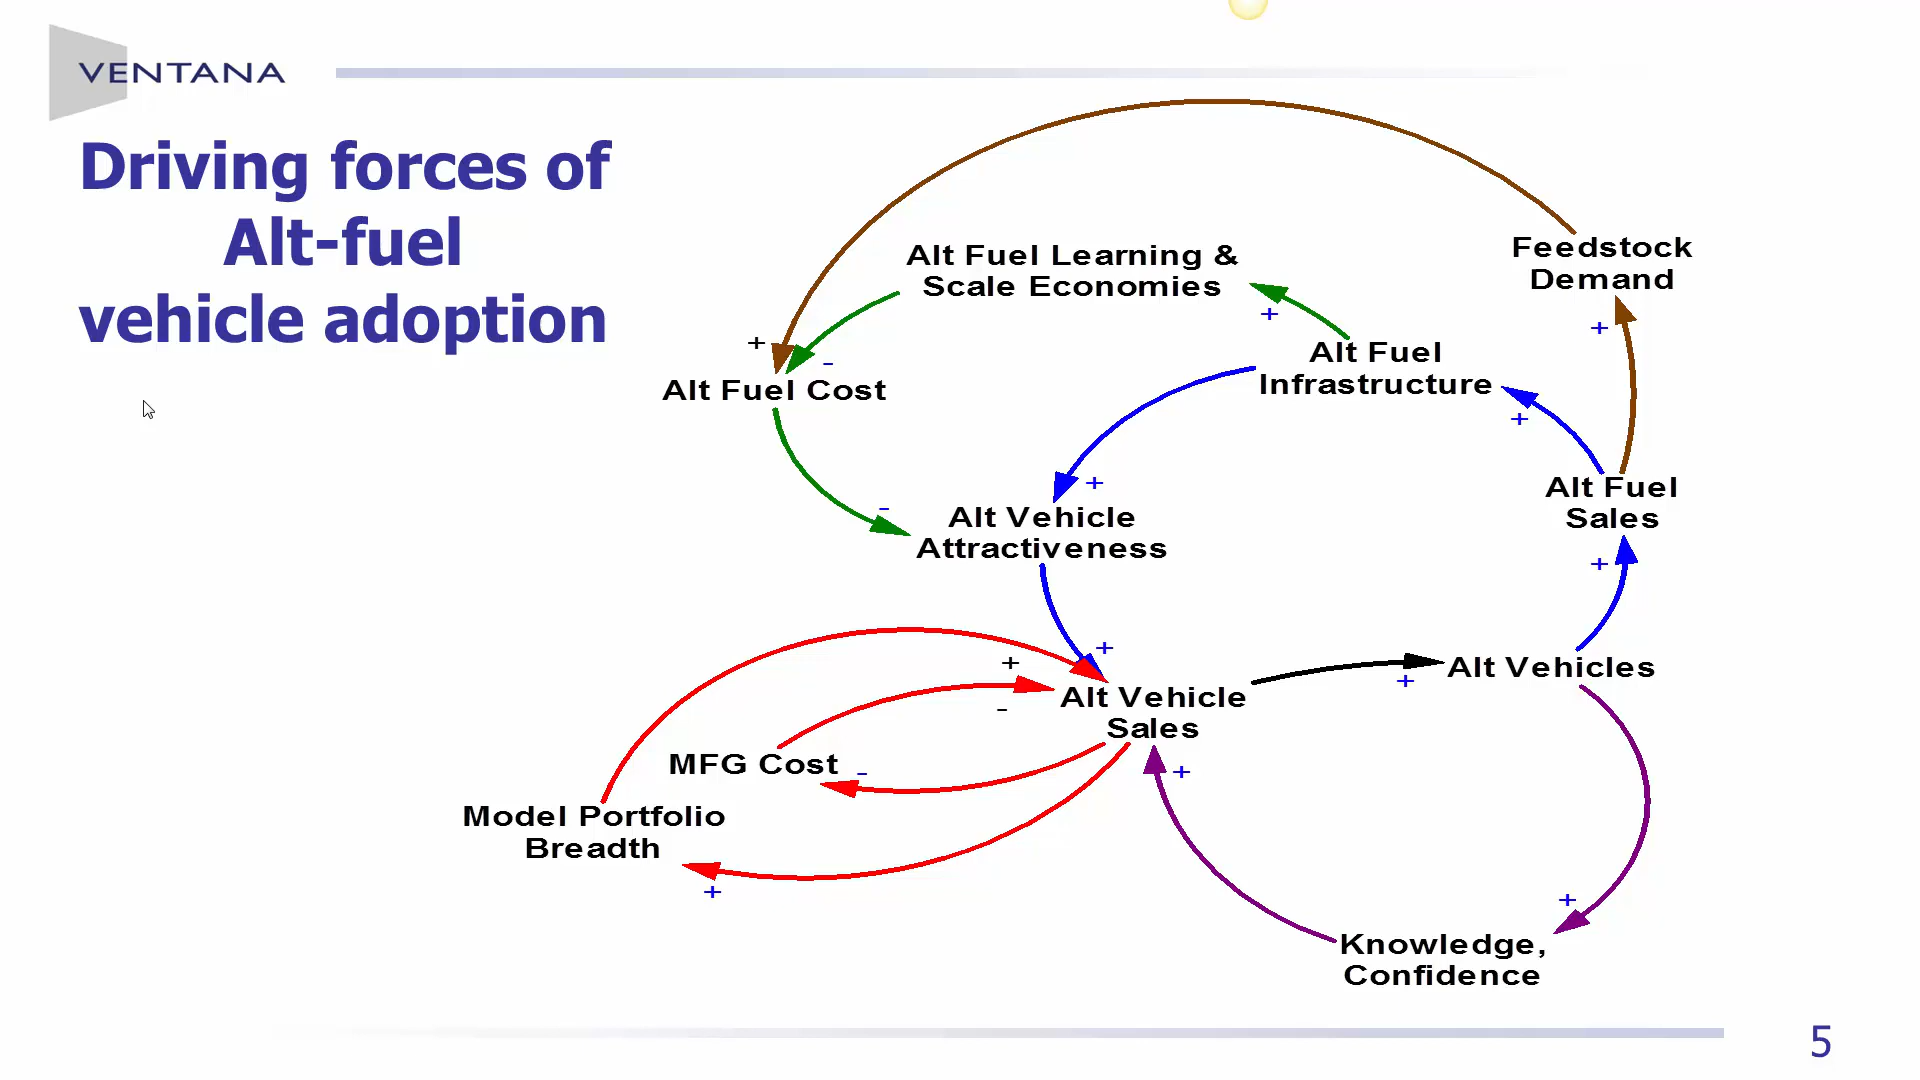 VENTANA
Driving forces of
Alt-fuel
vehicle adoption
Feedstock
Demand
+
Alt Fuel Learning &
Scale Economies
+
+
-
Alt Fuel Cost
Alt Fuel
Infrastructure
+
+
-
Alt Vehicle
Attractiveness
Alt Fuel
Sales
+
+
+
-
Alt Vehicle
Sales
+
Alt Vehicles
MFG Cost
-
+
Model Portfolio
Breadth
+
+
Knowledge,
Confidence
5